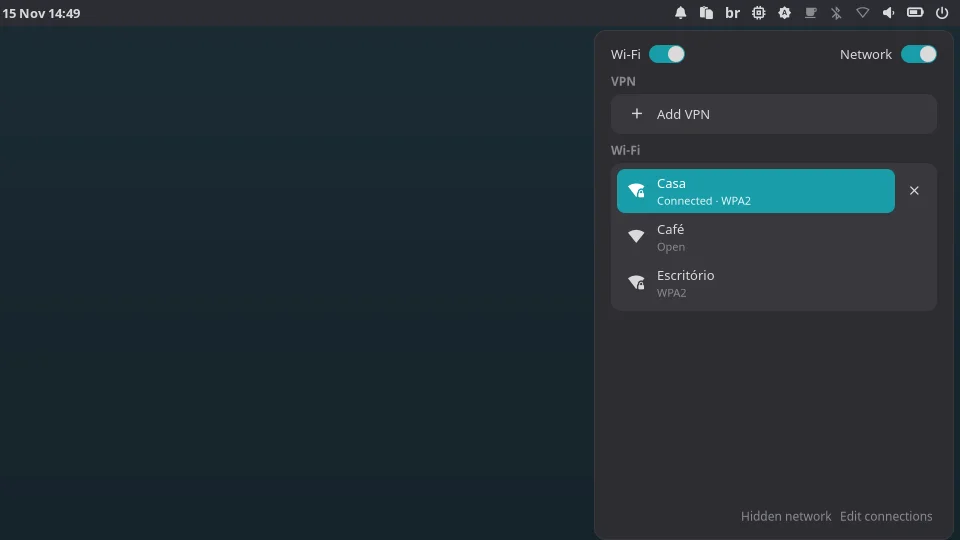 15 Nov 14:49
br
Wi-Fi
Network
VPN
Add VPN
Wi-Fi
Casa
Connected · WPA2
Café
Open
Escritório
WPA2
Hidden network
Edit connections